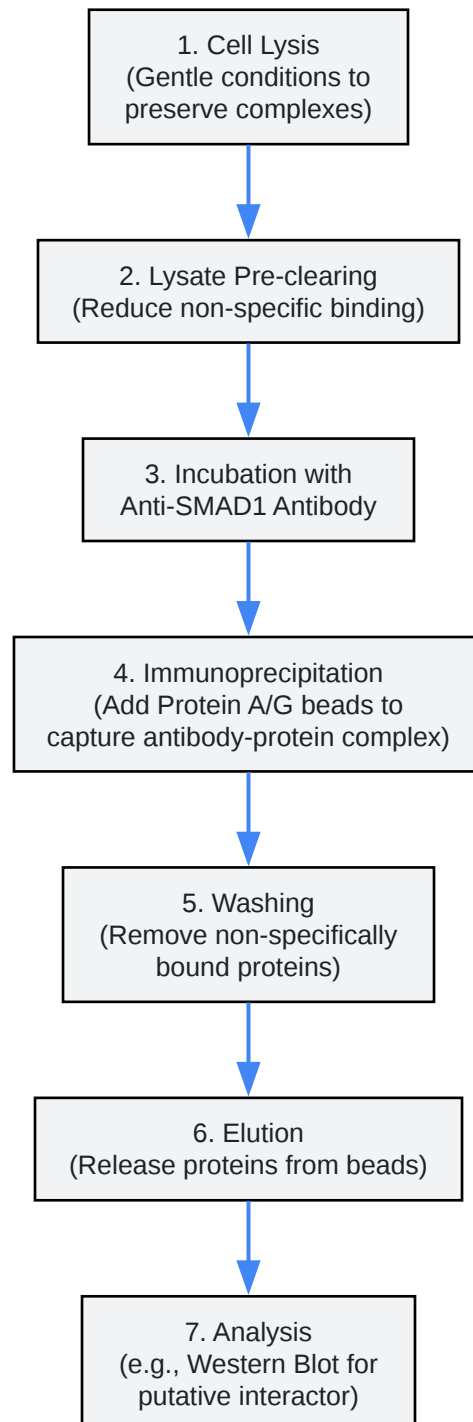 1. Cell Lysis
(Gentle conditions to
preserve complexes)
2. Lysate Pre-clearing
(Reduce non-specific binding)
3. Incubation with
Anti-SMAD1 Antibody
4. Immunoprecipitation
(Add Protein A/G beads to
capture antibody-protein complex)
5. Washing
(Remove non-specifically
bound proteins)
6. Elution
(Release proteins from beads)
7. Analysis
(e.g., Western Blot for
putative interactor)